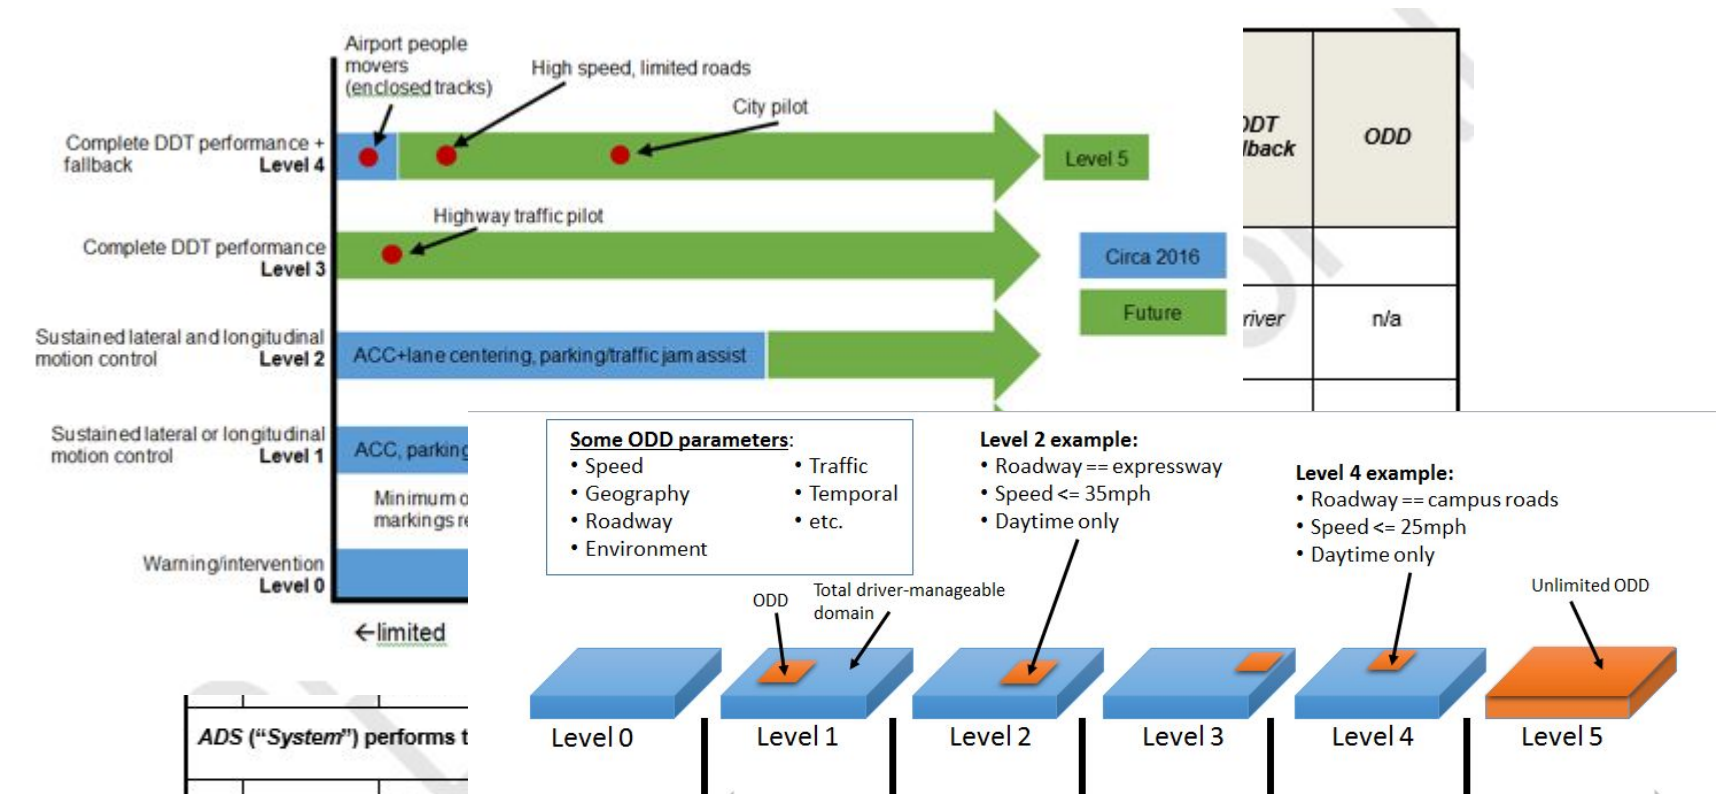 Airport people
movers
(enclosed tracks)
High speed, limited roads
City pilot
Complete DDT performance +
fallback Level 4
Level 5
Highway traffic pilot
Complete DDT performance
Level 3
Circa 2016
Future
Sustained lateral and longitudinal
motion control Level 2
ACC+lane centering, parking/traffic jam assist
Sustained lateral or longitudinal
motion control Level 1
ACC, parking
Minimum
markings
Warning/intervention
Level 0
←limited
ODD
n/a
Some ODD parameters:
• Speed
• Geography
• Roadway
• Environment
• Traffic
• Temporal
• etc.
Level 2 example:
• Roadway == expressway
• Speed <= 35mph
• Daytime only
Level 4 example:
• Roadway == campus roads
• Speed <= 25mph
• Daytime only
ODD
Total driver-manageable
domain
Unlimited ODD
Level 0
Level 1
Level 2
Level 3
Level 4
Level 5
ADS (“System”) performs